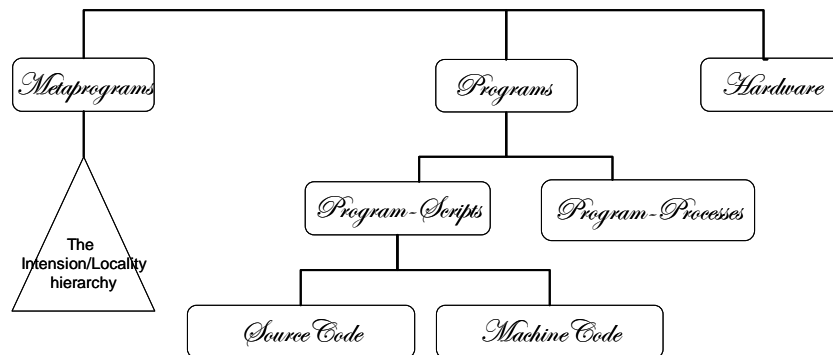 Metaprograms
Programs
Hardware
Program-Scripts
Program-Processes
The
Intension/Locality
hierarchy
Source Code
Machine Code